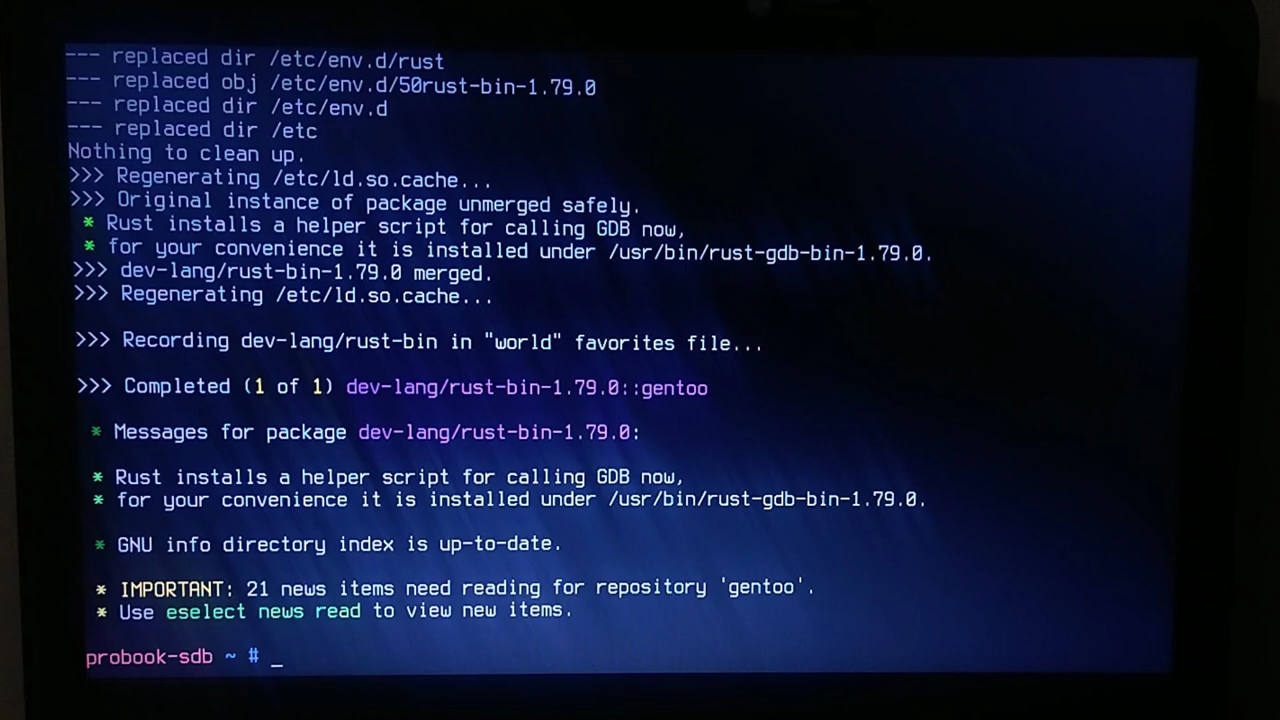 --- replaced dir /etc/env.d/rust
--- replaced obj /etc/env.d/50rust-bin-1.79.0
--- replaced dir /etc/env.d
--- replaced dir /etc
Nothing to clean up.
>>> Regenerating /etc/ld.so.cache...
>>> Original instance of package unmerged safely.
* Rust installs a helper script for calling GDB now,
* for your convenience it is installed under /usr/bin/rust-gdb-bin-1.79.0.
>>> dev-lang/rust-bin-1.79.0 merged.
>>> Regenerating /etc/ld.so.cache...
>>> Recording dev-lang/rust-bin in "world" favorites file...
>>> Completed (1 of 1) dev-lang/rust-bin-1.79.0::gentoo
* Messages for package dev-lang/rust-bin-1.79.0:
* Rust installs a helper script for calling GDB now,
* for your convenience it is installed under /usr/bin/rust-gdb-bin-1.79.0.
* GNU info directory index is up-to-date.
* IMPORTANT: 21 news items need reading for repository 'gentoo'.
* Use eselect news read to view new items.
probook-sdb ~ # _